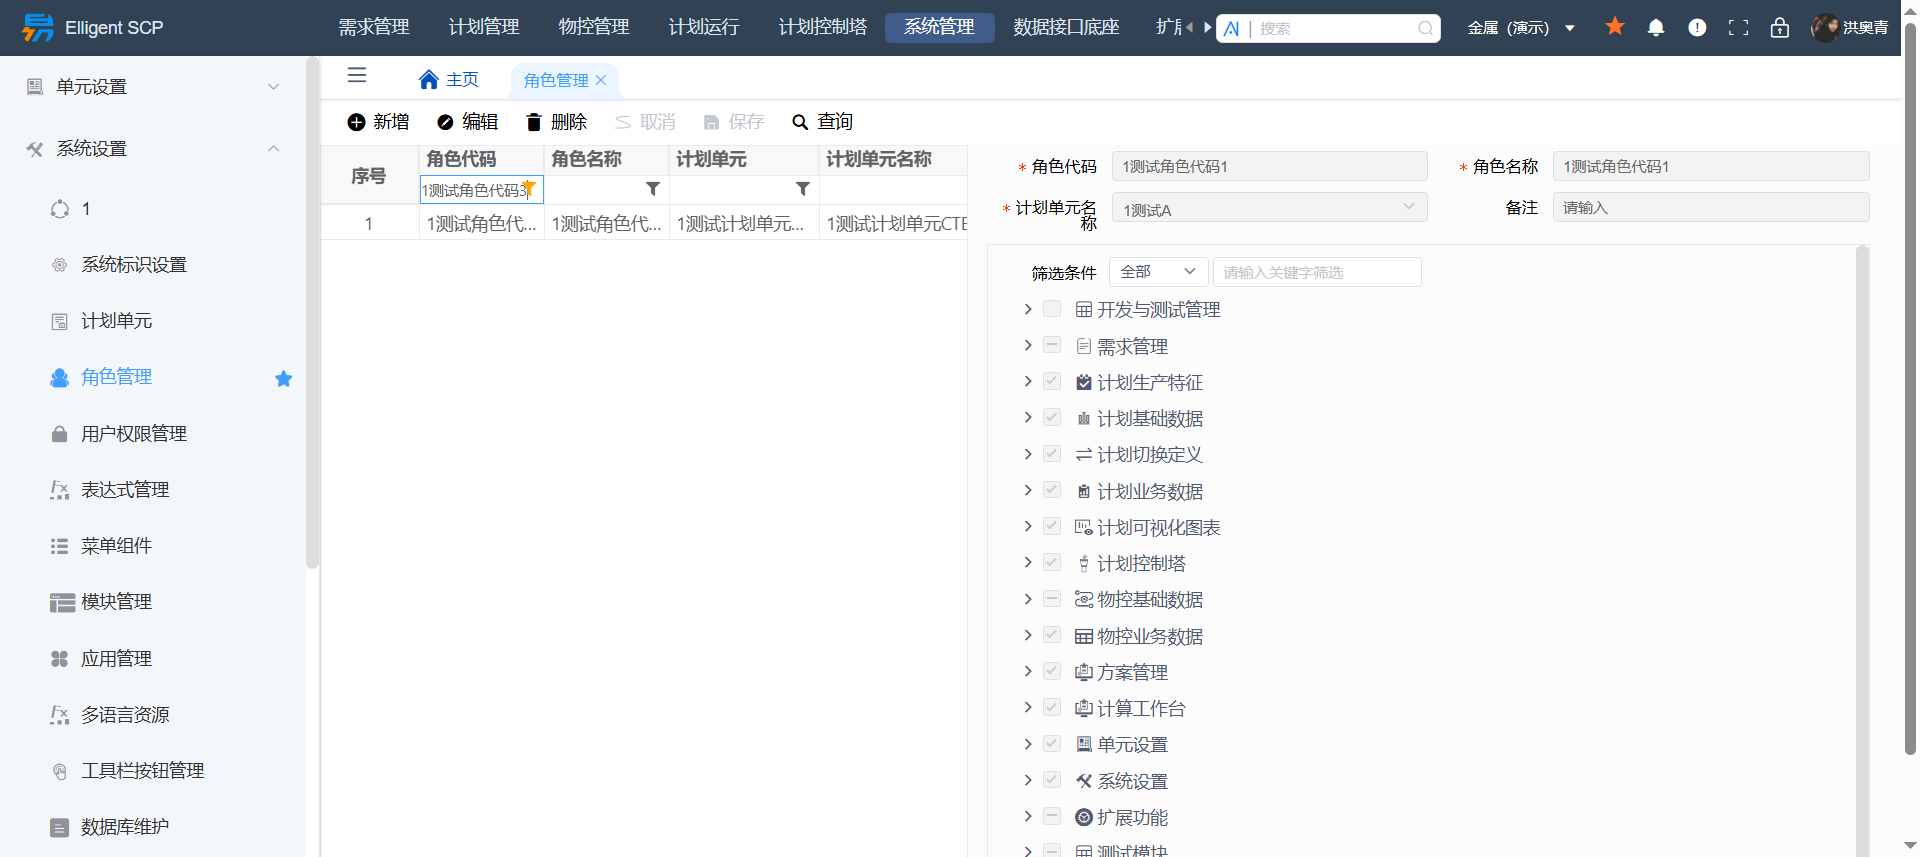 Elligent SCP
需求管理
计划管理
物控管理
计划运行
计划控制塔
系统管理
数据接口底座
AI | 搜索
金属 (演示)
洪奥青
单元设置
系统设置
1
系统标识设置
计划单元
角色管理
用户权限管理
表达式管理
菜单组件
模块管理
应用管理
多语言资源
工具栏按钮管理
数据库维护
主页
角色管理
新增
编辑
删除
取消
保存
查询
序号
角色代码
角色名称
计划单元
计划单元名称
1测试角色代码3
1
1测试角色代...
1测试角色代...
1测试计划单元...
1测试计划单元CTE
* 角色代码
1测试角色代码1
* 角色名称
1测试角色代码1
* 计划单元名称
1测试A
备注
请输入
筛选条件
全部
请输入关键字筛选
开发与测试管理
需求管理
计划生产特征
计划基础数据
计划切换定义
计划业务数据
计划可视化图表
计划控制塔
物控基础数据
物控业务数据
方案管理
计算工作台
单元设置
系统设置
扩展功能
测试模块